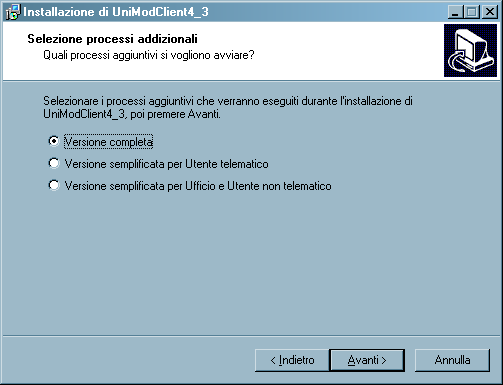 Installazione di UniModClient4_3
Selezione processi addizionali
Quali processi aggiuntivi si vogliono avviare?
Selezionare i processi aggiuntivi che verranno eseguiti durante l'installazione di
UniModClient4_3, poi premere Avanti.
Versione completa
Versione semplificata per Utente telematico
Versione semplificata per Ufficio e Utente non telematico
< Indietro
Avanti >
Annulla